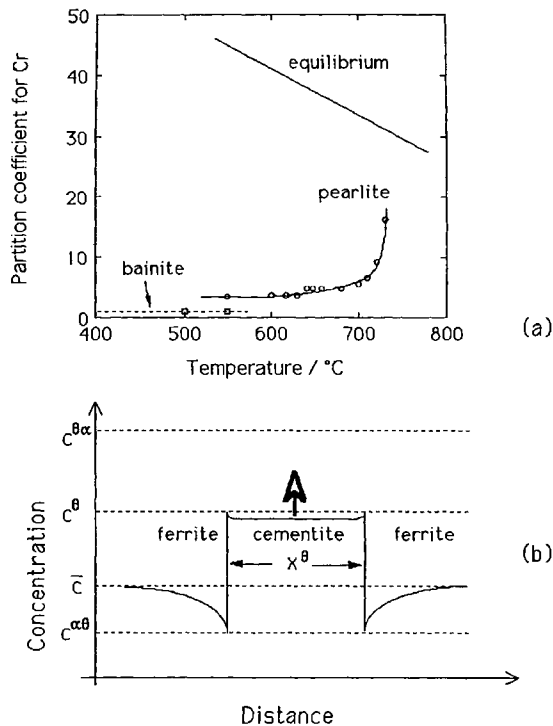 50
40
30
20
10
0
400 500 600 700 800
Partition coefficient for Cr
Temperature / °C
equilibrium
pearlite
bainite
(a)
c^θα
c^θ
c̄
c^αθ
Concentration
ferrite cementite ferrite
X^θ
(b)
Distance